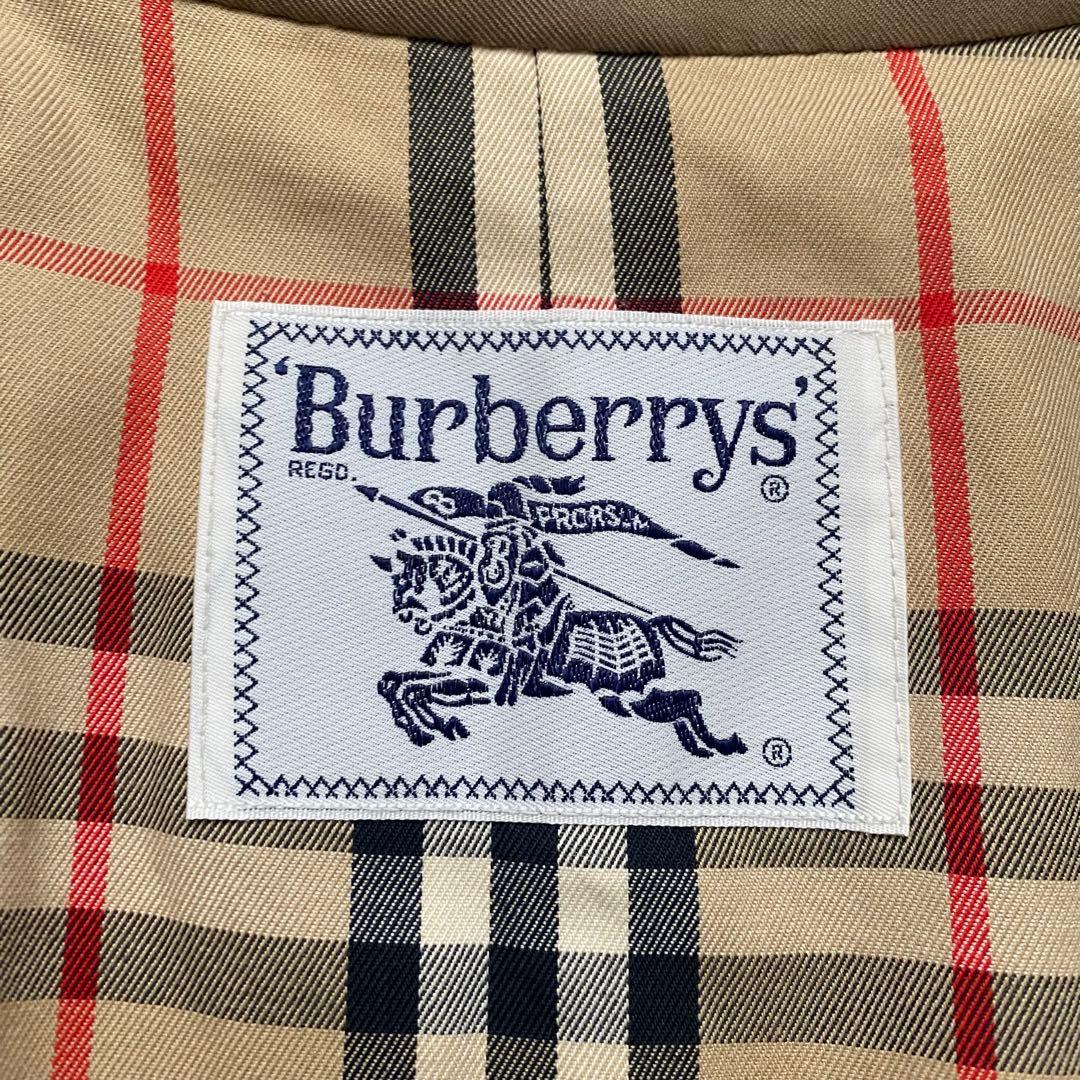 'Burberrys'
REGD.
®
B
PRORSUM
®